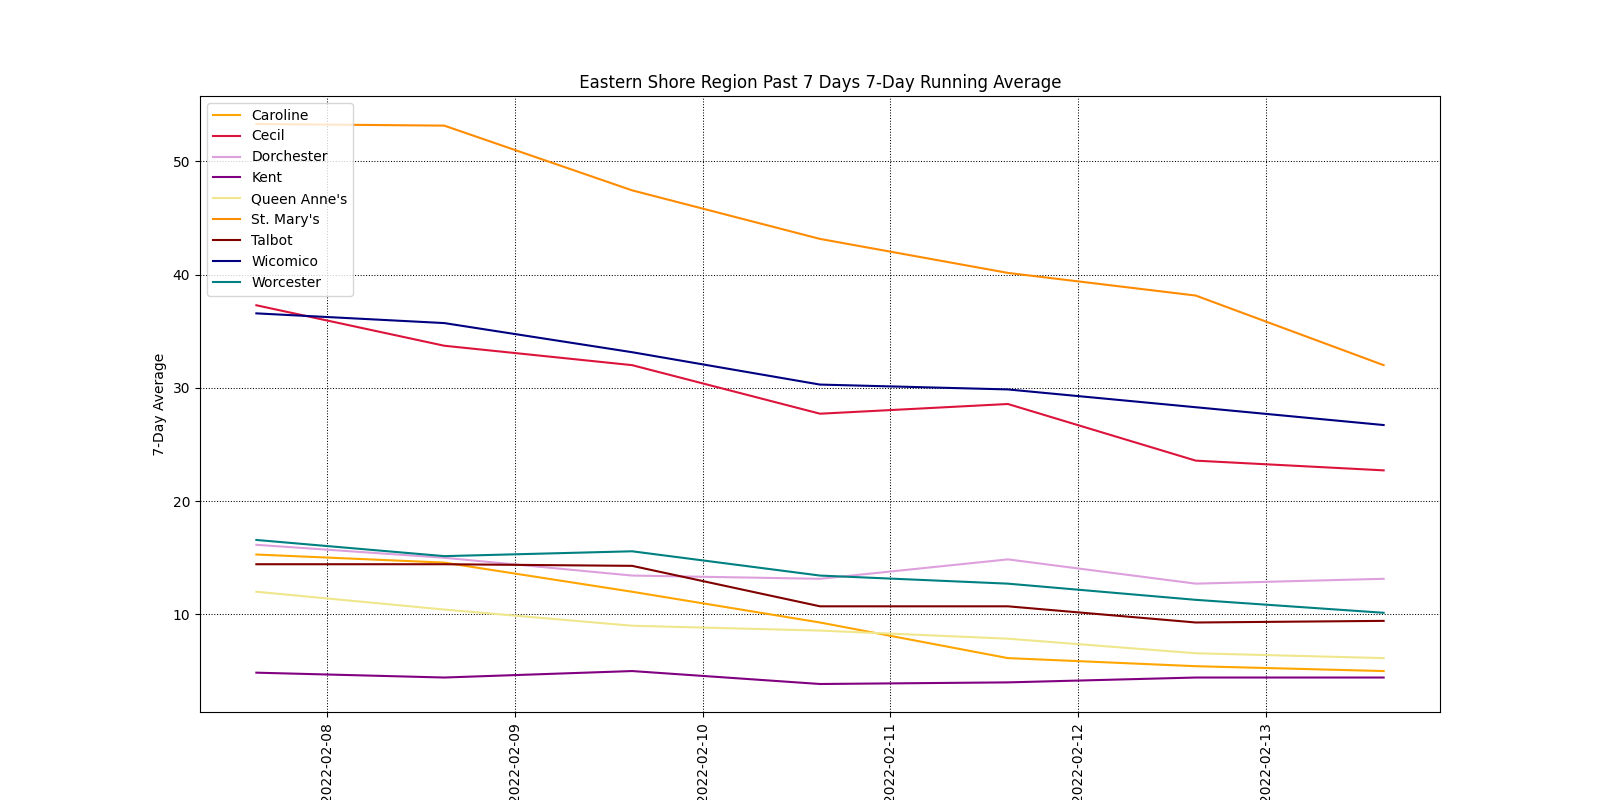 Eastern Shore Region Past 7 Days 7-Day Running Average
Caroline
Cecil
Dorchester
Kent
Queen Anne's
St. Mary's
Talbot
Wicomico
Worcester
7-Day Average
50
40
30
20
10
2022-02-08
2022-02-09
2022-02-10
2022-02-11
2022-02-12
2022-02-13